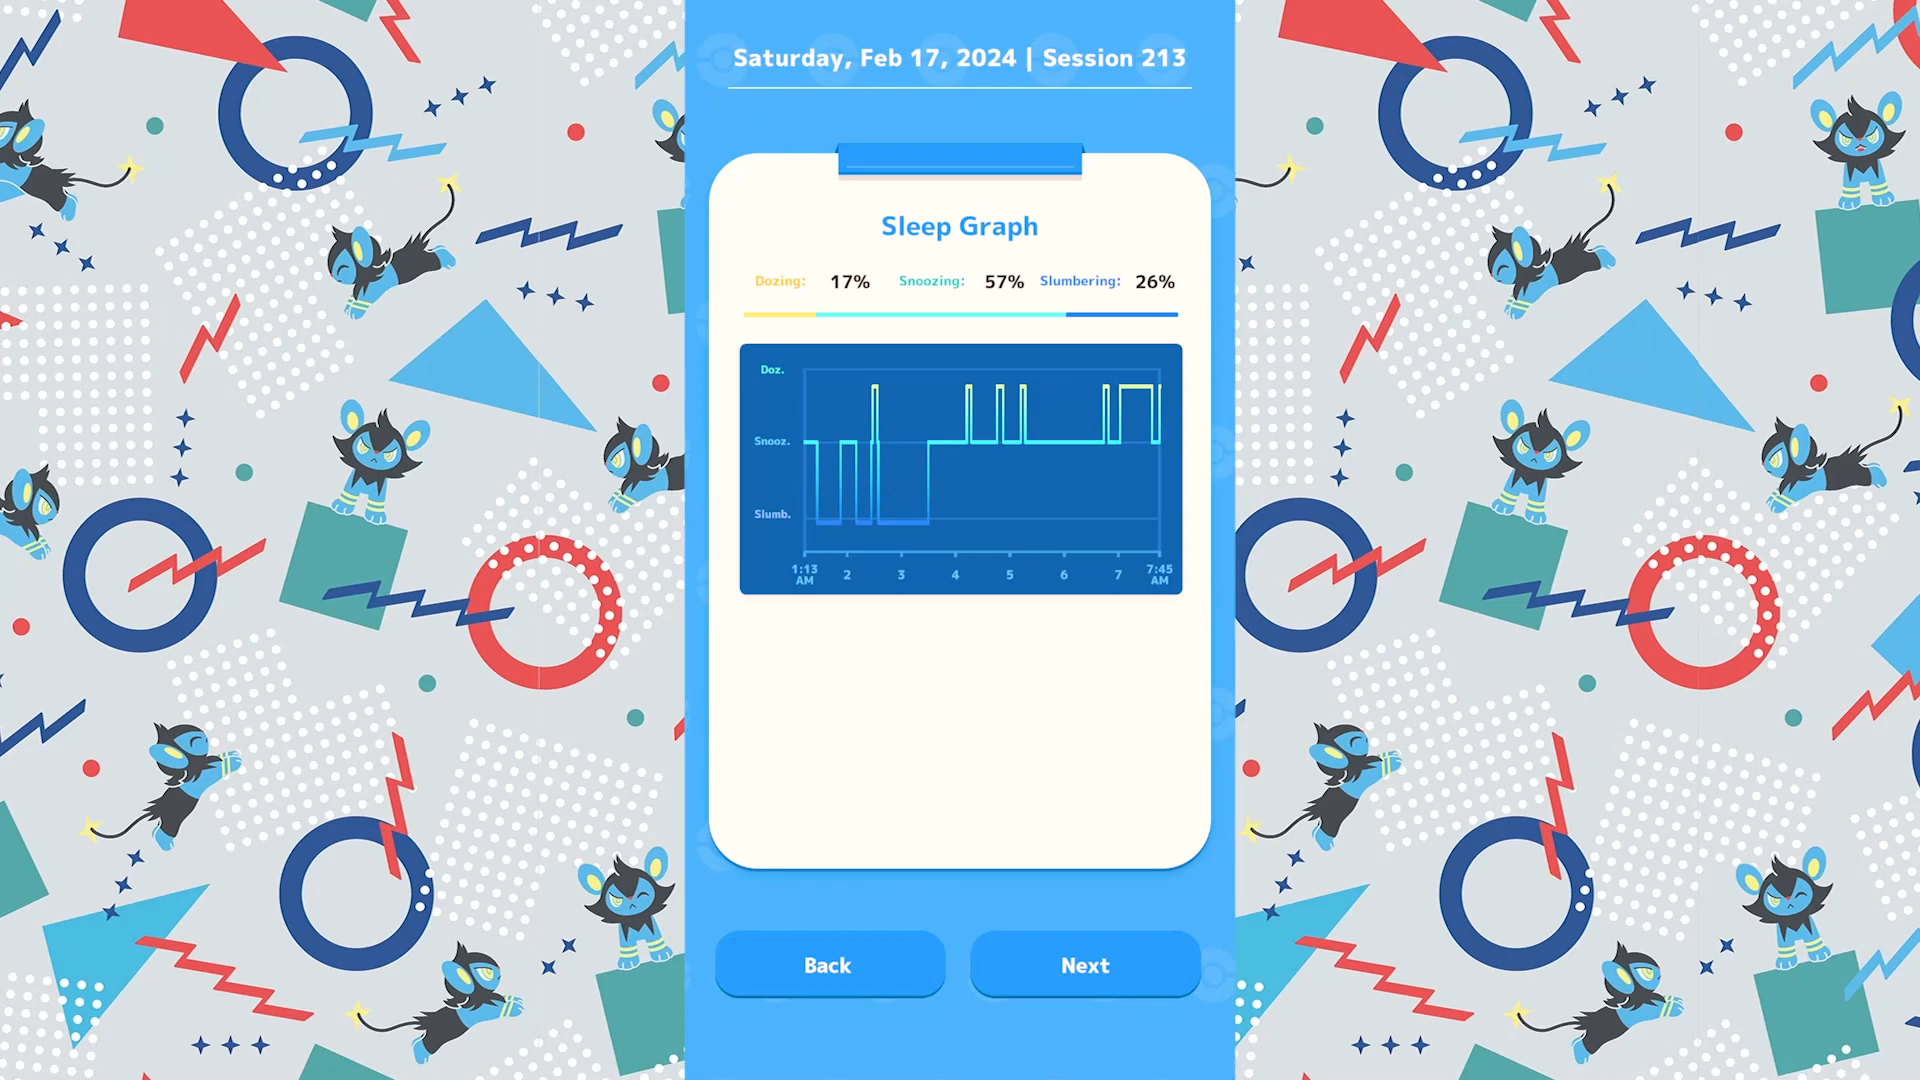 Saturday, Feb 17, 2024 | Session 213
Sleep Graph
Dozing: 17% Snoozing: 57% Slumbering: 26%
Doz.
Snooz.
Slumb.
1:13 AM 2 3 4 5 6 7 7:45 AM
Back Next